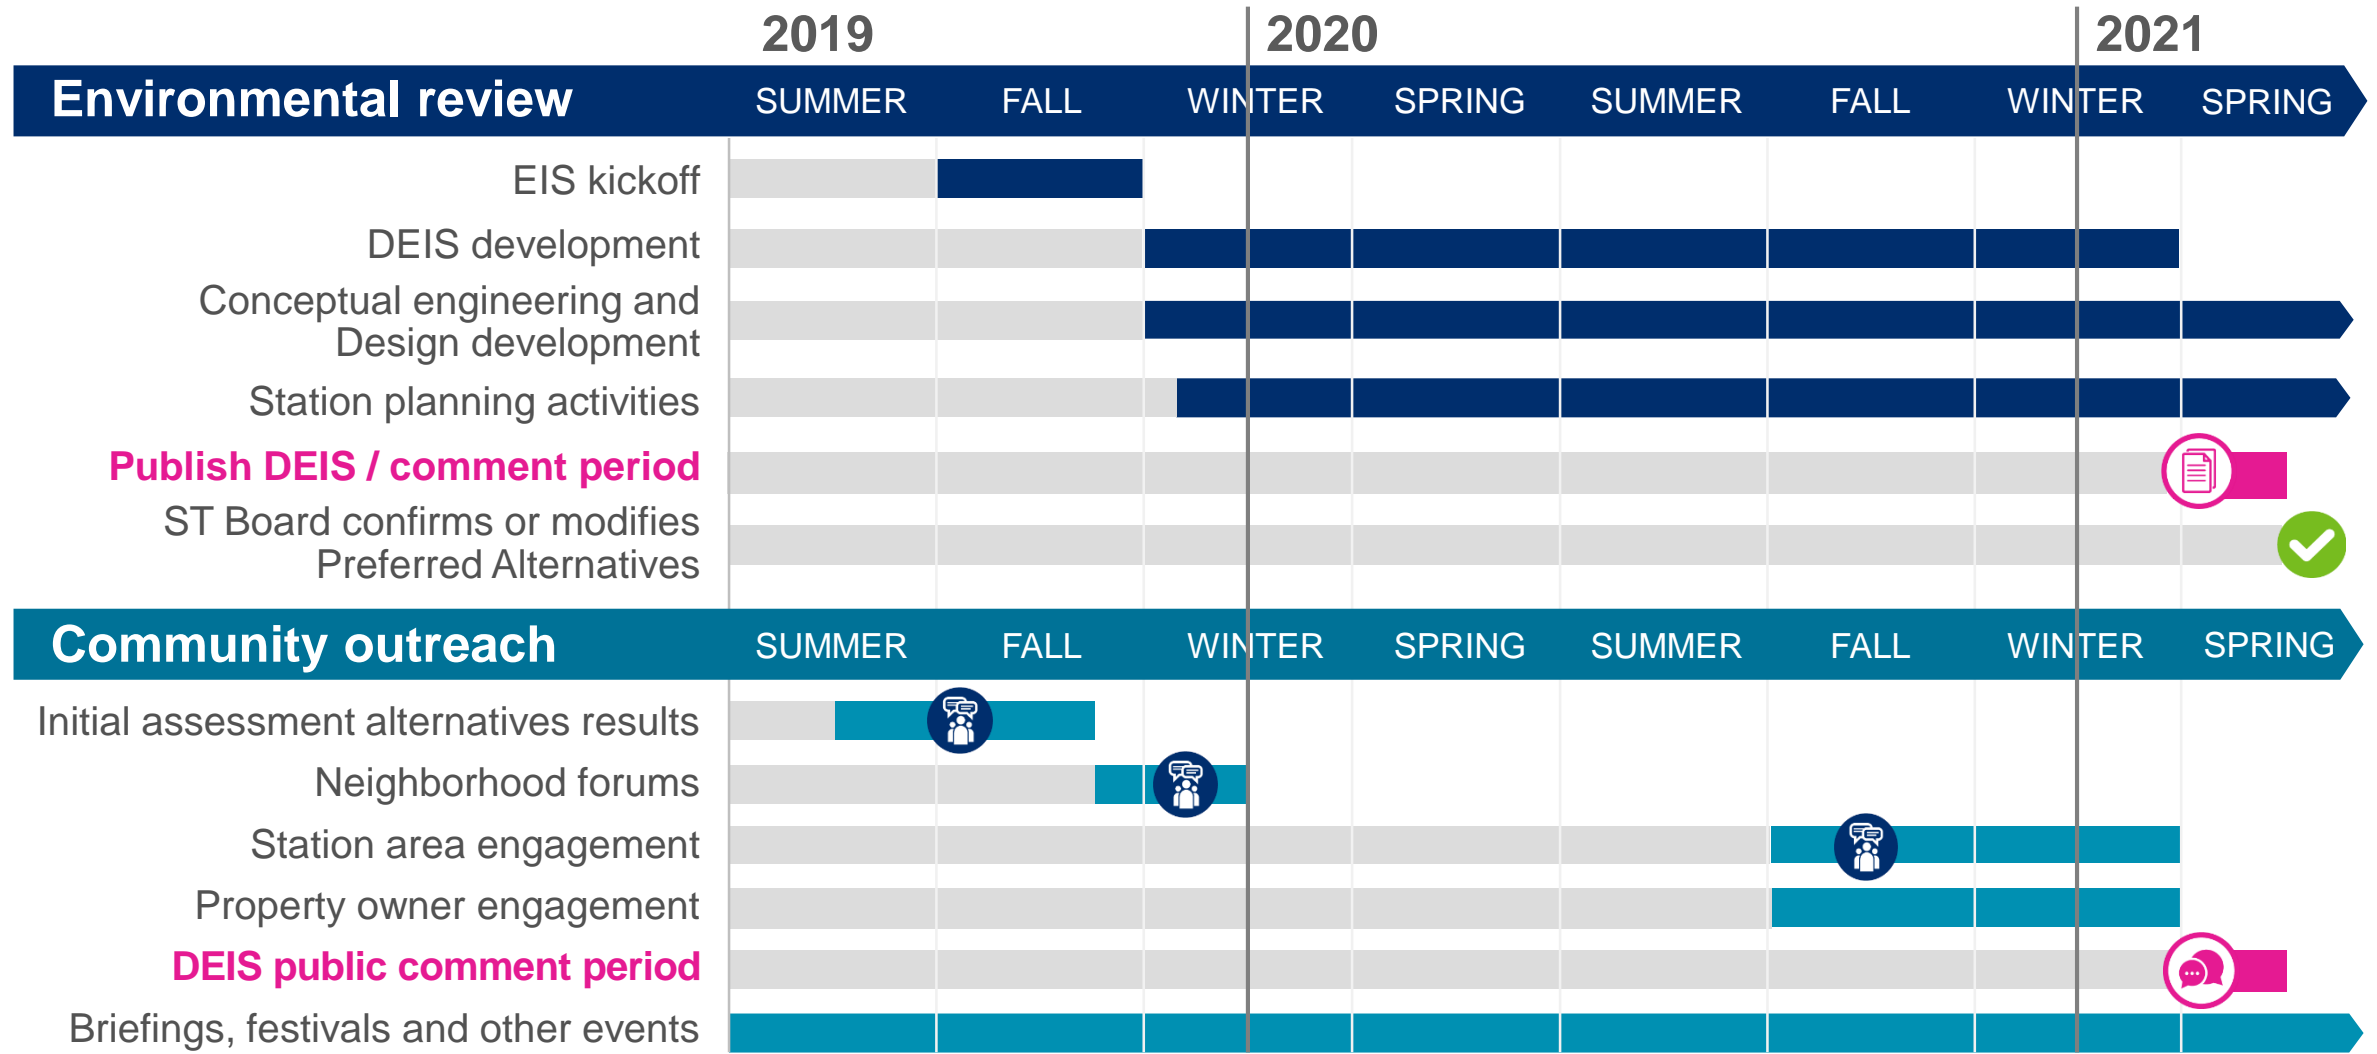 2019 2020 2021
Environmental review SUMMER FALL WINTER SPRING SUMMER FALL WINTER SPRING
EIS kickoff
DEIS development
Conceptual engineering and
Design development
Station planning activities
Publish DEIS / comment period
ST Board confirms or modifies
Preferred Alternatives
Community outreach SUMMER FALL WINTER SPRING SUMMER FALL WINTER SPRING
Initial assessment alternatives results
Neighborhood forums
Station area engagement
Property owner engagement
DEIS public comment period
Briefings, festivals and other events